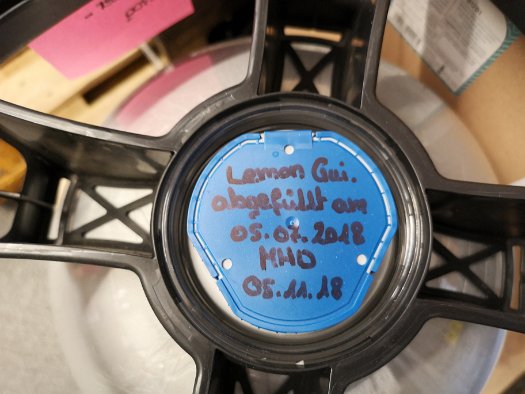 Lemon Gui.
abgefüllt am
05.07.2018
MHD
05.11.18